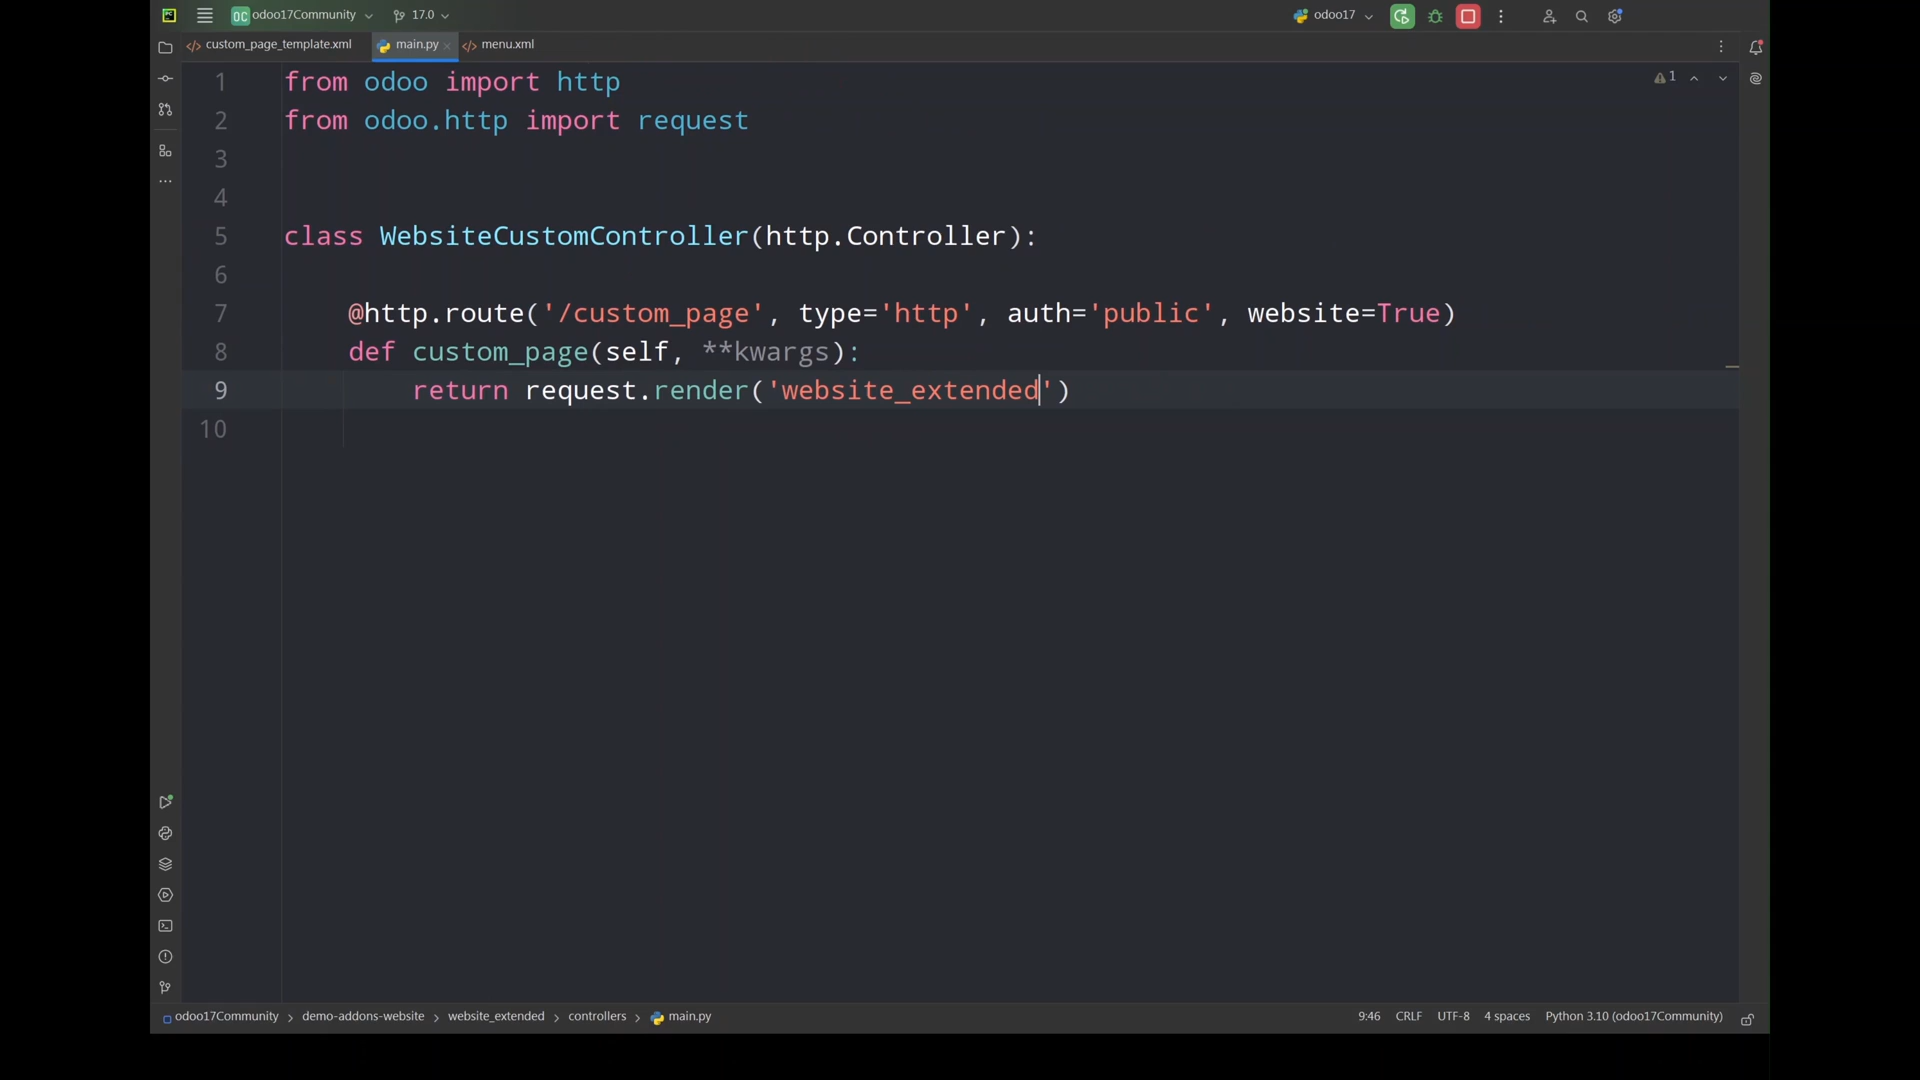 OC odoo17Community 17.0 odoo17
custom_page_template.xml main.py menu.xml
1 from odoo import http 1
2 from odoo.http import request
3
4
5 class WebsiteCustomController(http.Controller):
6
7 @http.route('/custom_page', type='http', auth='public', website=True)
8 def custom_page(self, **kwargs):
9 return request.render('website_extended')
10
odoo17Community > demo-addons-website > website_extended > controllers > main.py 9:46 CRLF UTF-8 4 spaces Python 3.10 (odoo17Community)